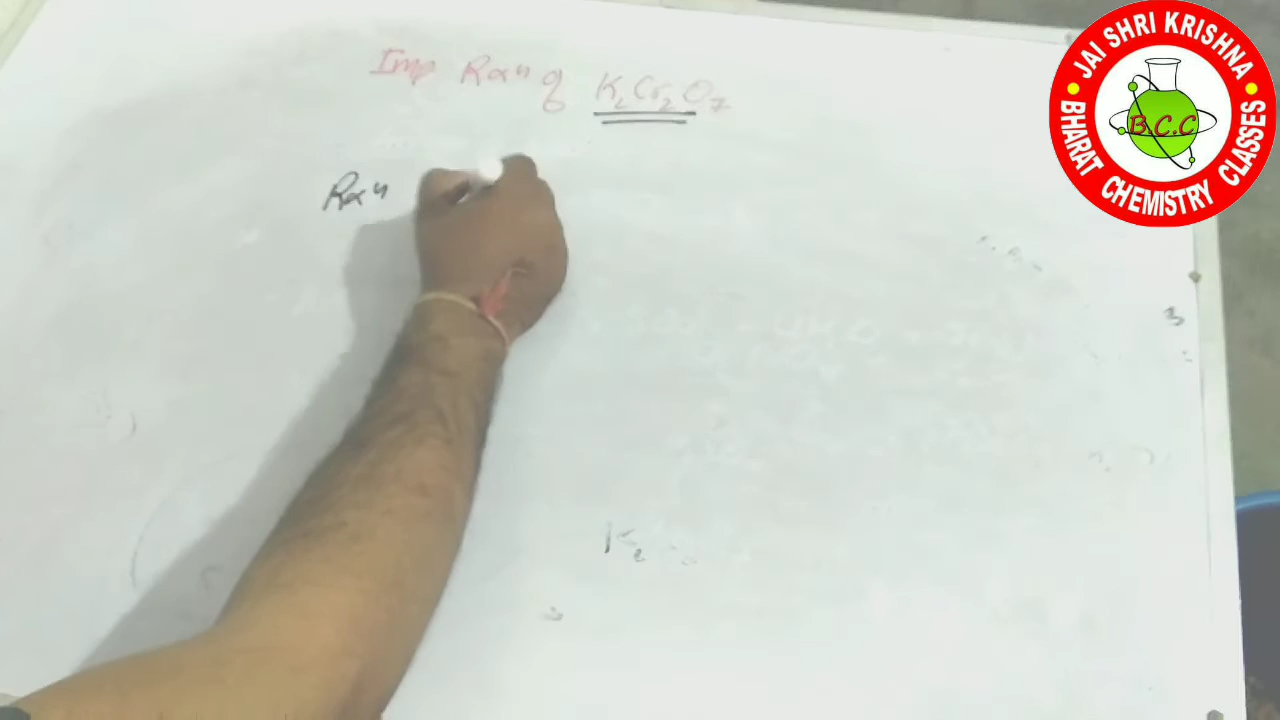 Imp Rxn of K2Cr2O7
Rxn
K2
JAI SHRI KRISHNA
B.C.C
BHARAT CHEMISTRY CLASSES